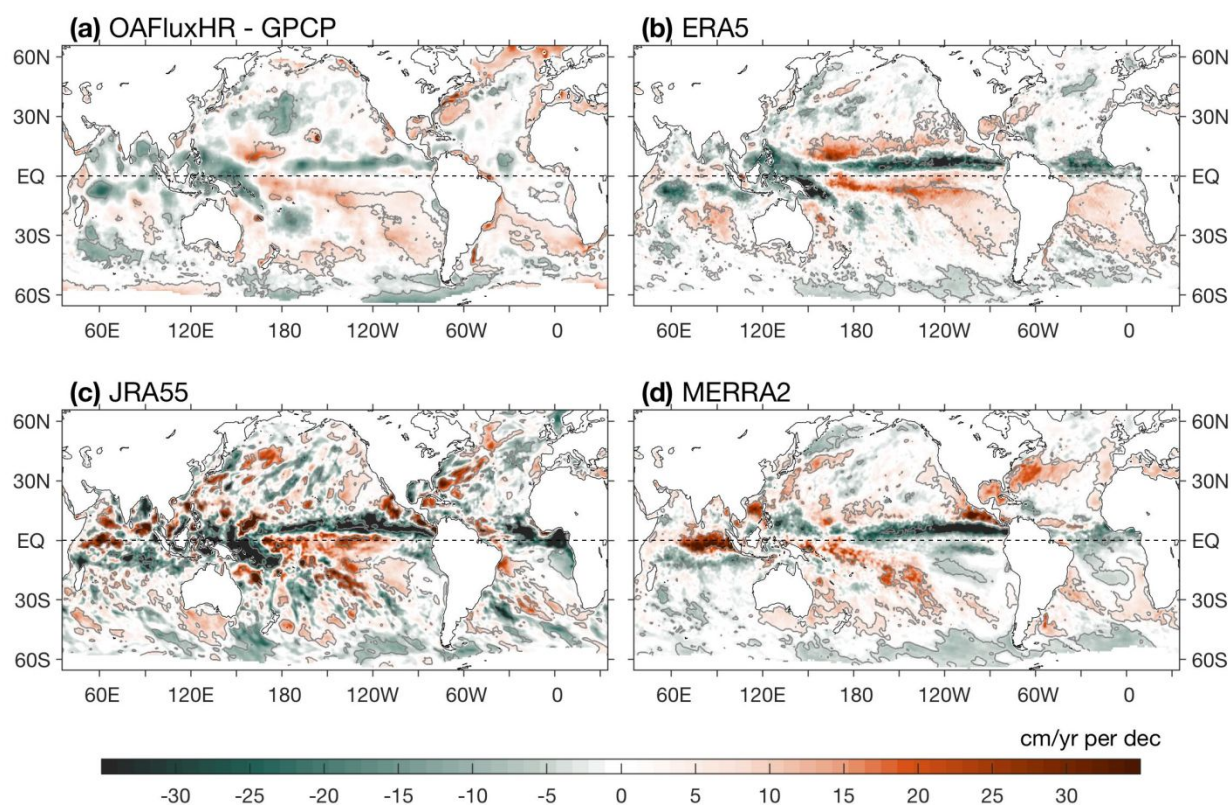 (a) OAFluxHR - GPCP
(b) ERA5
60N
30N
EQ
30S
60S
60N
30N
EQ
30S
60S
60E 120E 180 120W 60W 0
60E 120E 180 120W 60W 0
(c) JRA55
(d) MERRA2
60N
30N
EQ
30S
60S
60N
30N
EQ
30S
60S
60E 120E 180 120W 60W 0
60E 120E 180 120W 60W 0
cm/yr per dec
-30 -25 -20 -15 -10 -5 0 5 10 15 20 25 30